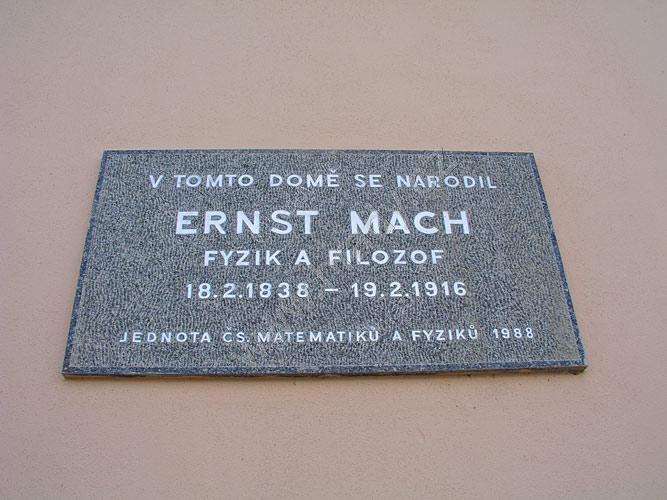 V TOMTO DOMĚ SE NARODIL
ERNST MACH
FYZIK A FILOZOF
18.2.1838 – 19.2.1916
JEDNOTA ČS. MATEMATIKŮ A FYZIKŮ 1988